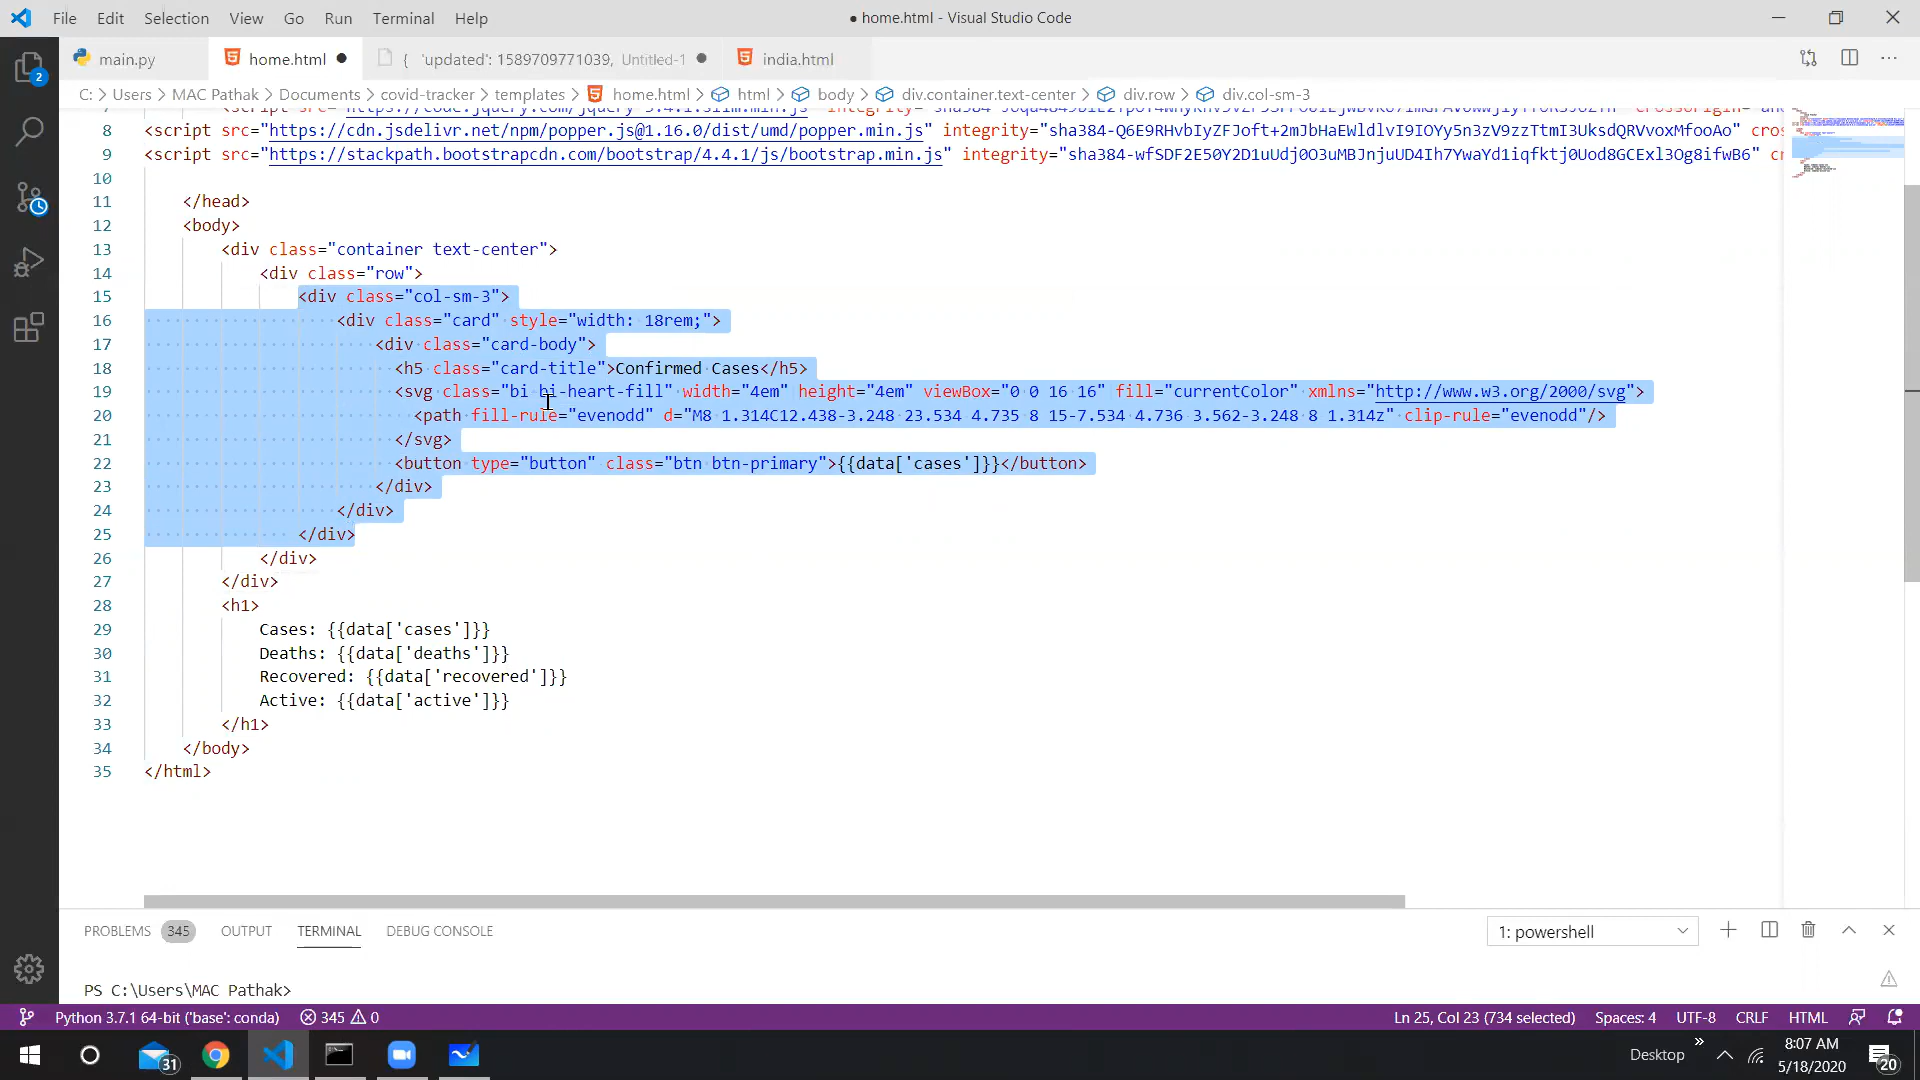 File Edit Selection View Go Run Terminal Help
● home.html - Visual Studio Code
main.py
home.html ●
{ 'updated': 1589709771039, Untitled-1 ●
india.html
C: > Users > MAC Pathak > Documents > covid-tracker > templates > home.html > html > body > div.container.text-center > div.row > div.col-sm-3
8 <script src="https://cdn.jsdelivr.net/npm/popper.js@1.16.0/dist/umd/popper.min.js" integrity="sha384-Q6E9RHvbIyZFJoft+2mJbHaEWldlvI9IOYy5n3zV9zzTtmI3UksdQRVvoxMfooAo" cros
9 <script src="https://stackpath.bootstrapcdn.com/bootstrap/4.4.1/js/bootstrap.min.js" integrity="sha384-wfSDF2E50Y2D1uUdj0O3uMBJnjuUD4Ih7YwaYd1iqfktj0Uod8GCExl3Og8ifwB6" cr
10
11 </head>
12 <body>
13 <div class="container text-center">
14 <div class="row">
15 <div class="col-sm-3">
16 <div class="card" style="width: 18rem;">
17 <div class="card-body">
18 <h5 class="card-title">Confirmed Cases</h5>
19 <svg class="bi bi-heart-fill" width="4em" height="4em" viewBox="0 0 16 16" fill="currentColor" xmlns="http://www.w3.org/2000/svg">
20 <path fill-rule="evenodd" d="M8 1.314C12.438-3.248 23.534 4.735 8 15-7.534 4.736 3.562-3.248 8 1.314z" clip-rule="evenodd"/>
21 </svg>
22 <button type="button" class="btn btn-primary">{{data['cases']}}</button>
23 </div>
24 </div>
25 </div>
26 </div>
27 </div>
28 <h1>
29 Cases: {{data['cases']}}
30 Deaths: {{data['deaths']}}
31 Recovered: {{data['recovered']}}
32 Active: {{data['active']}}
33 </h1>
34 </body>
35 </html>
PROBLEMS 345 OUTPUT TERMINAL DEBUG CONSOLE
1: powershell
PS C:\Users\MAC Pathak>
Python 3.7.1 64-bit ('base': conda) 345 0
Ln 25, Col 23 (734 selected) Spaces: 4 UTF-8 CRLF HTML
2
31
Desktop
8:07 AM
5/18/2020
20